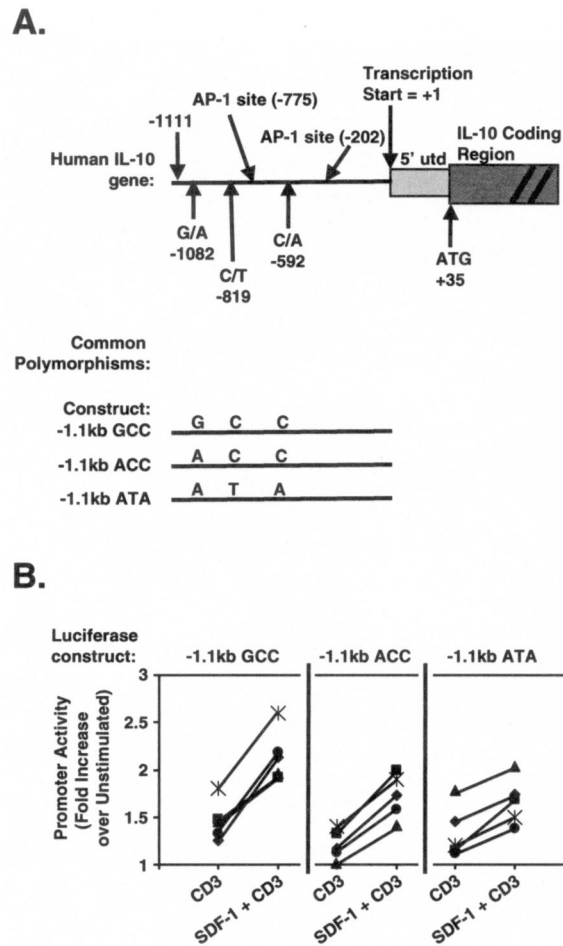 A.
Transcription
Start = +1
AP-1 site (-775)
-1111
AP-1 site (-202)
IL-10 Coding
Region
5' utd
Human IL-10
gene:
G/A
-1082
C/A
-592
C/T
-819
ATG
+35
Common
Polymorphisms:
Construct:
-1.1kb GCC
G C C
-1.1kb ACC
A C C
-1.1kb ATA
A T A
B.
Luciferase
construct:
-1.1kb GCC
-1.1kb ACC
-1.1kb ATA
Promoter Activity
(Fold Increase
over Unstimulated)
3
2.5
2
1.5
1
CD3
SDF-1 + CD3
CD3
SDF-1 + CD3
CD3
SDF-1 + CD3